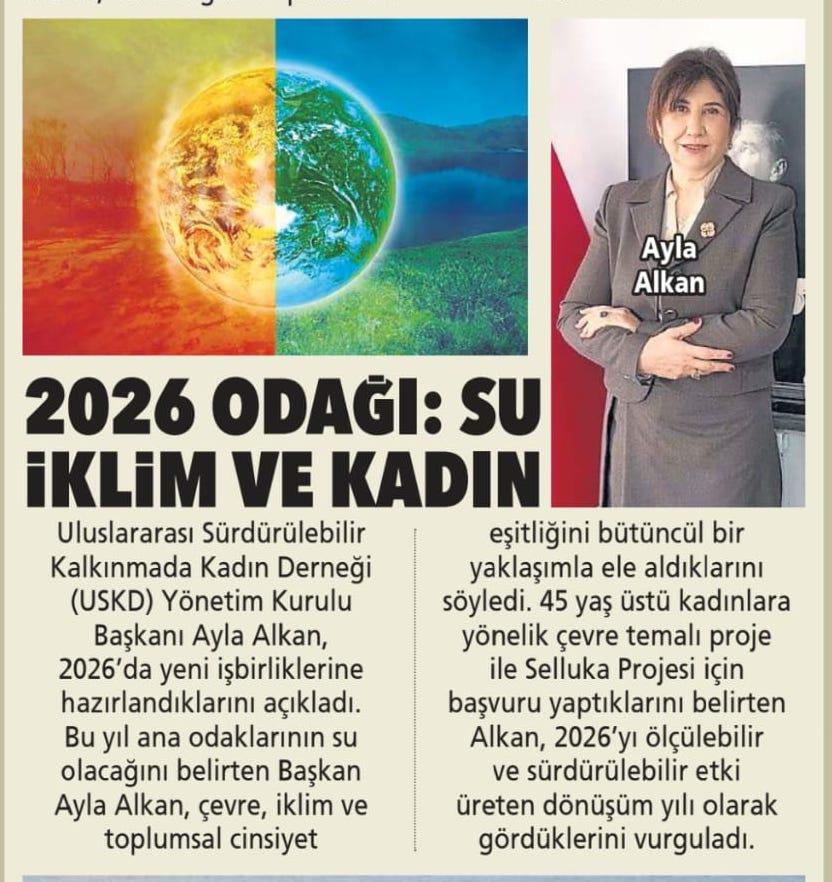 Ayla
Alkan
2026 ODAĞI: SU
İKLİM VE KADIN
Uluslararası Sürdürülebilir
Kalkınmada Kadın Derneği
(USKD) Yönetim Kurulu
Başkanı Ayla Alkan,
2026’da yeni işbirliklerine
hazırlandıklarını açıkladı.
Bu yıl ana odaklarının su
olacağını belirten Başkan
Ayla Alkan, çevre, iklim ve
toplumsal cinsiyet
eşitliğini bütüncül bir
yaklaşımla ele aldıklarını
söyledi. 45 yaş üstü kadınlara
yönelik çevre temalı proje
ile Selluka Projesi için
başvuru yaptıklarını belirten
Alkan, 2026’yı ölçülebilir
ve sürdürülebilir etki
üreten dönüşüm yılı olarak
gördüklerini vurguladı.